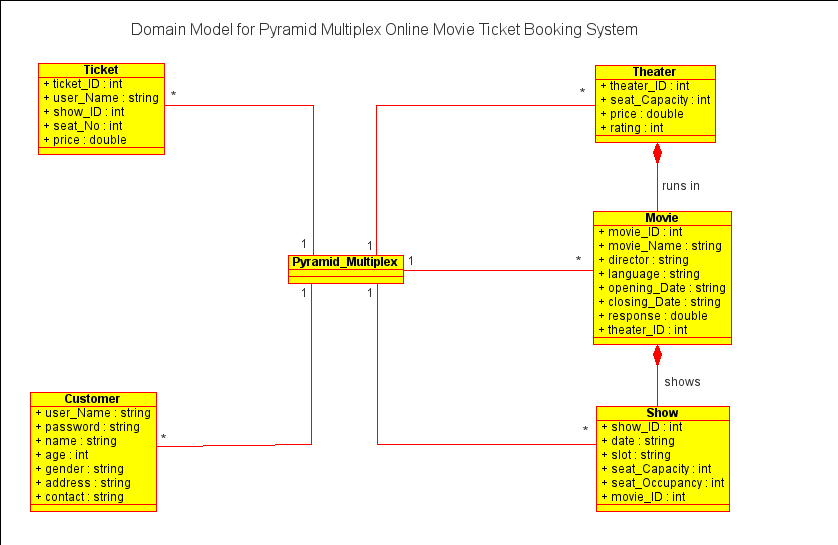 Domain Model for Pyramid Multiplex Online Movie Ticket Booking System
Ticket
+ ticket_ID : int
+ user_Name : string
+ show_ID : int
+ seat_No : int
+ price : double
*
Theater
+ theater_ID : int
+ seat_Capacity : int
+ price : double
+ rating : int
*
runs in
Movie
+ movie_ID : int
+ movie_Name : string
+ director : string
+ language : string
+ opening_Date : string
+ closing_Date : string
+ response : double
+ theater_ID : int
*
1
1
Pyramid_Multiplex
1
1
1
shows
Customer
+ user_Name : string
+ password : string
+ name : string
+ age : int
+ gender : string
+ address : string
+ contact : string
*
Show
+ show_ID : int
+ date : string
+ slot : string
+ seat_Capacity : int
+ seat_Occupancy : int
+ movie_ID : int
*